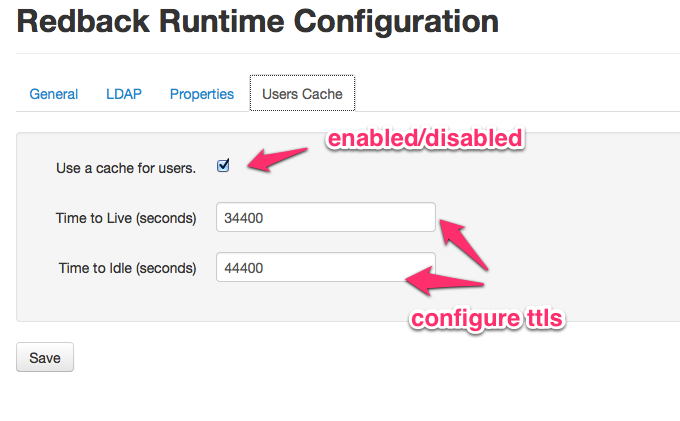 Redback Runtime Configuration
General LDAP Properties Users Cache
enabled/disabled
Use a cache for users.
Time to Live (seconds) 34400
Time to Idle (seconds) 44400
configure ttls
Save